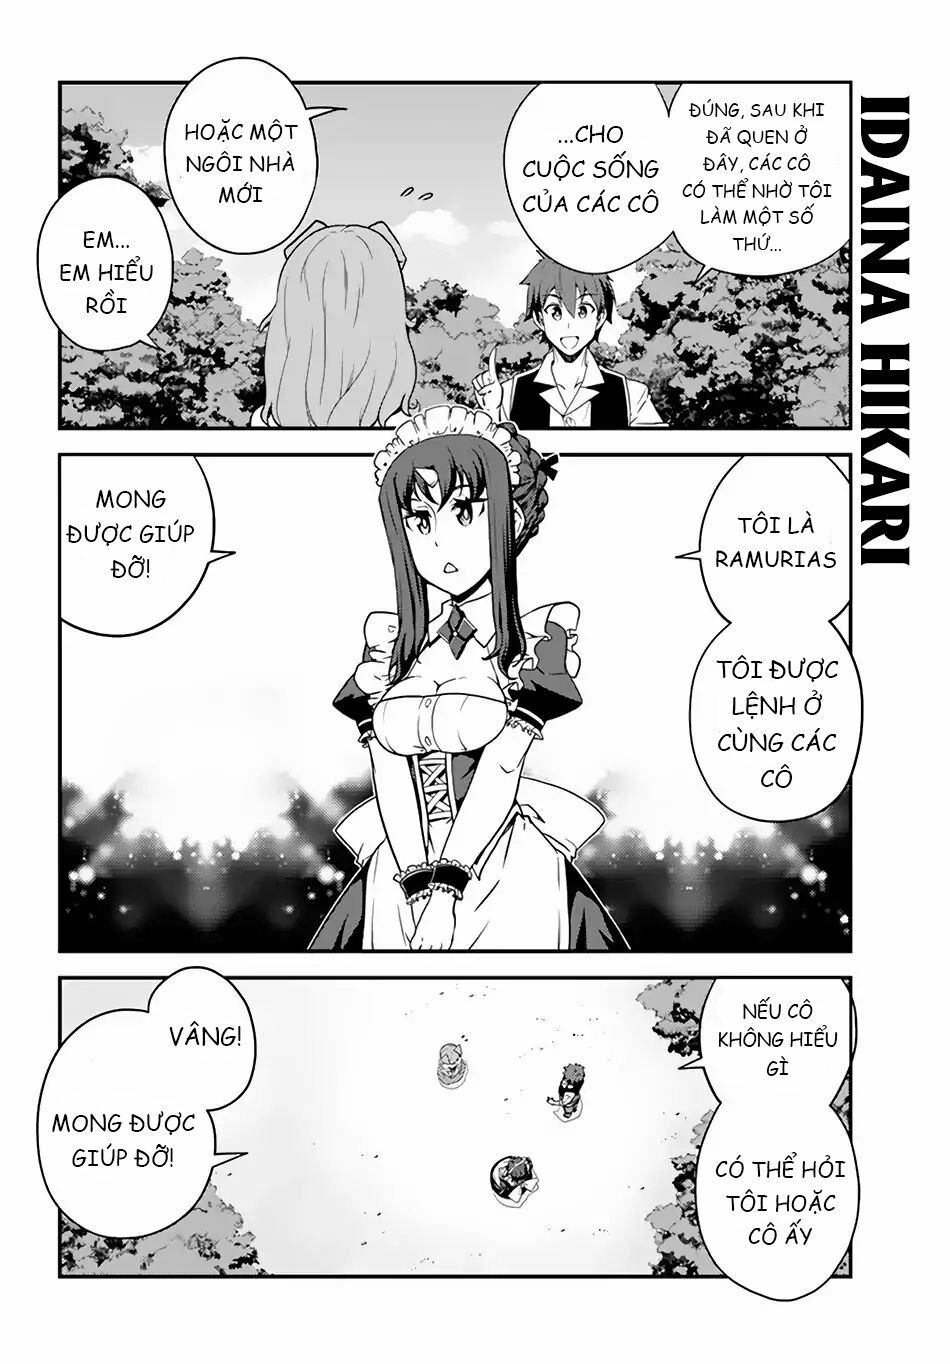 IDAINA HIKARI
ĐÚNG, SAU KHI
ĐÃ QUEN Ở
ĐÂY, CÁC CÔ
CÓ THỂ NHỜ TÔI
LÀM MỘT SỐ
THỨ...
...CHO
CUỘC SỐNG
CỦA CÁC CÔ
HOẶC MỘT
NGÔI NHÀ
MỚI
EM...
EM HIỂU
RỒI
TÔI LÀ
RAMURIAS
TÔI ĐƯỢC
LỆNH Ở
CÙNG CÁC
CÔ
MONG
ĐƯỢC GIÚP
ĐỠ!
NẾU CÔ
KHÔNG HIỂU
GÌ
CÓ THỂ HỎI
TÔI HOẶC
CÔ ẤY
VÂNG!
MONG ĐƯỢC
GIÚP ĐỠ!